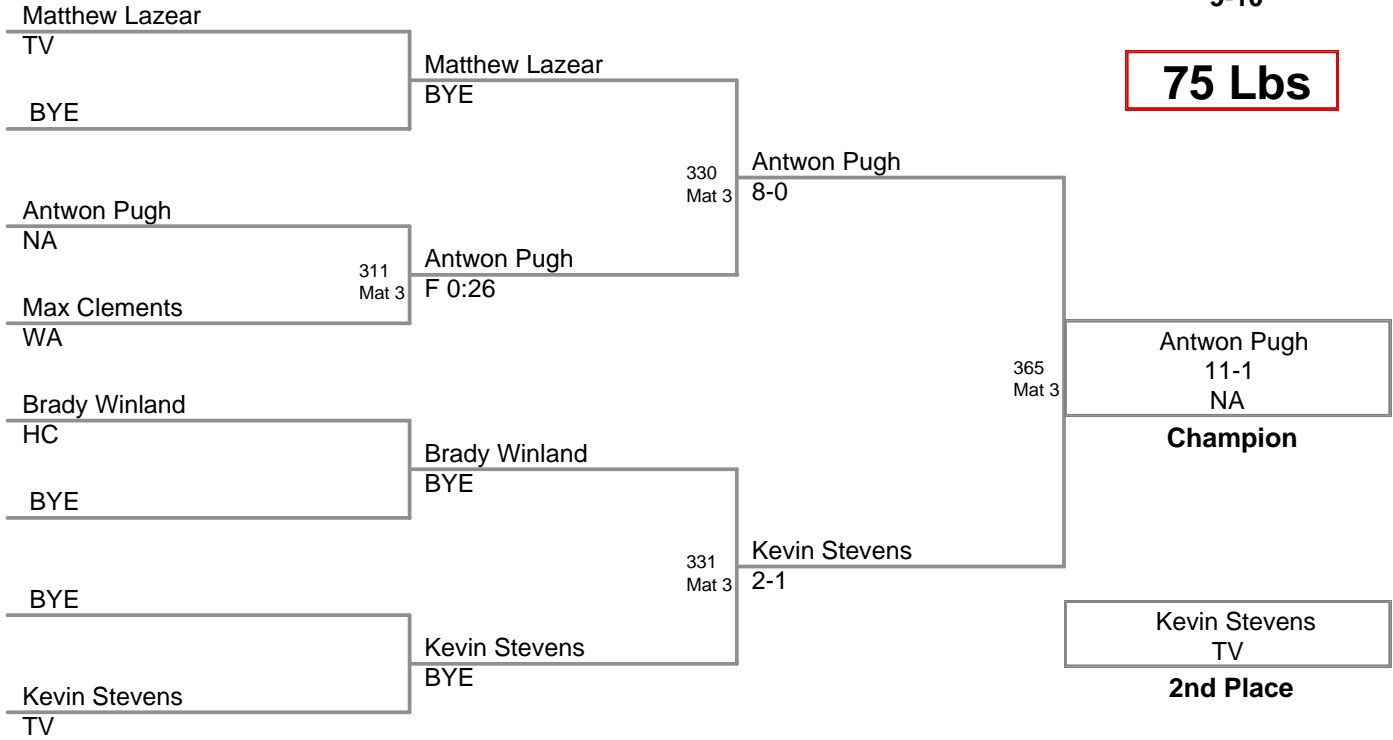 9-10
75 Lbs
Matthew Lazear
TV
BYE
Antwon Pugh
NA
Max Clements
WA
Brady Winland
HC
BYE
BYE
Kevin Stevens
TV
Matthew Lazear
BYE
311
Mat 3
Antwon Pugh
F 0:26
Brady Winland
BYE
Kevin Stevens
BYE
330
Mat 3
Antwon Pugh
8-0
331
Mat 3
Kevin Stevens
2-1
365
Mat 3
Antwon Pugh
11-1
NA
Champion
Kevin Stevens
TV
2nd Place